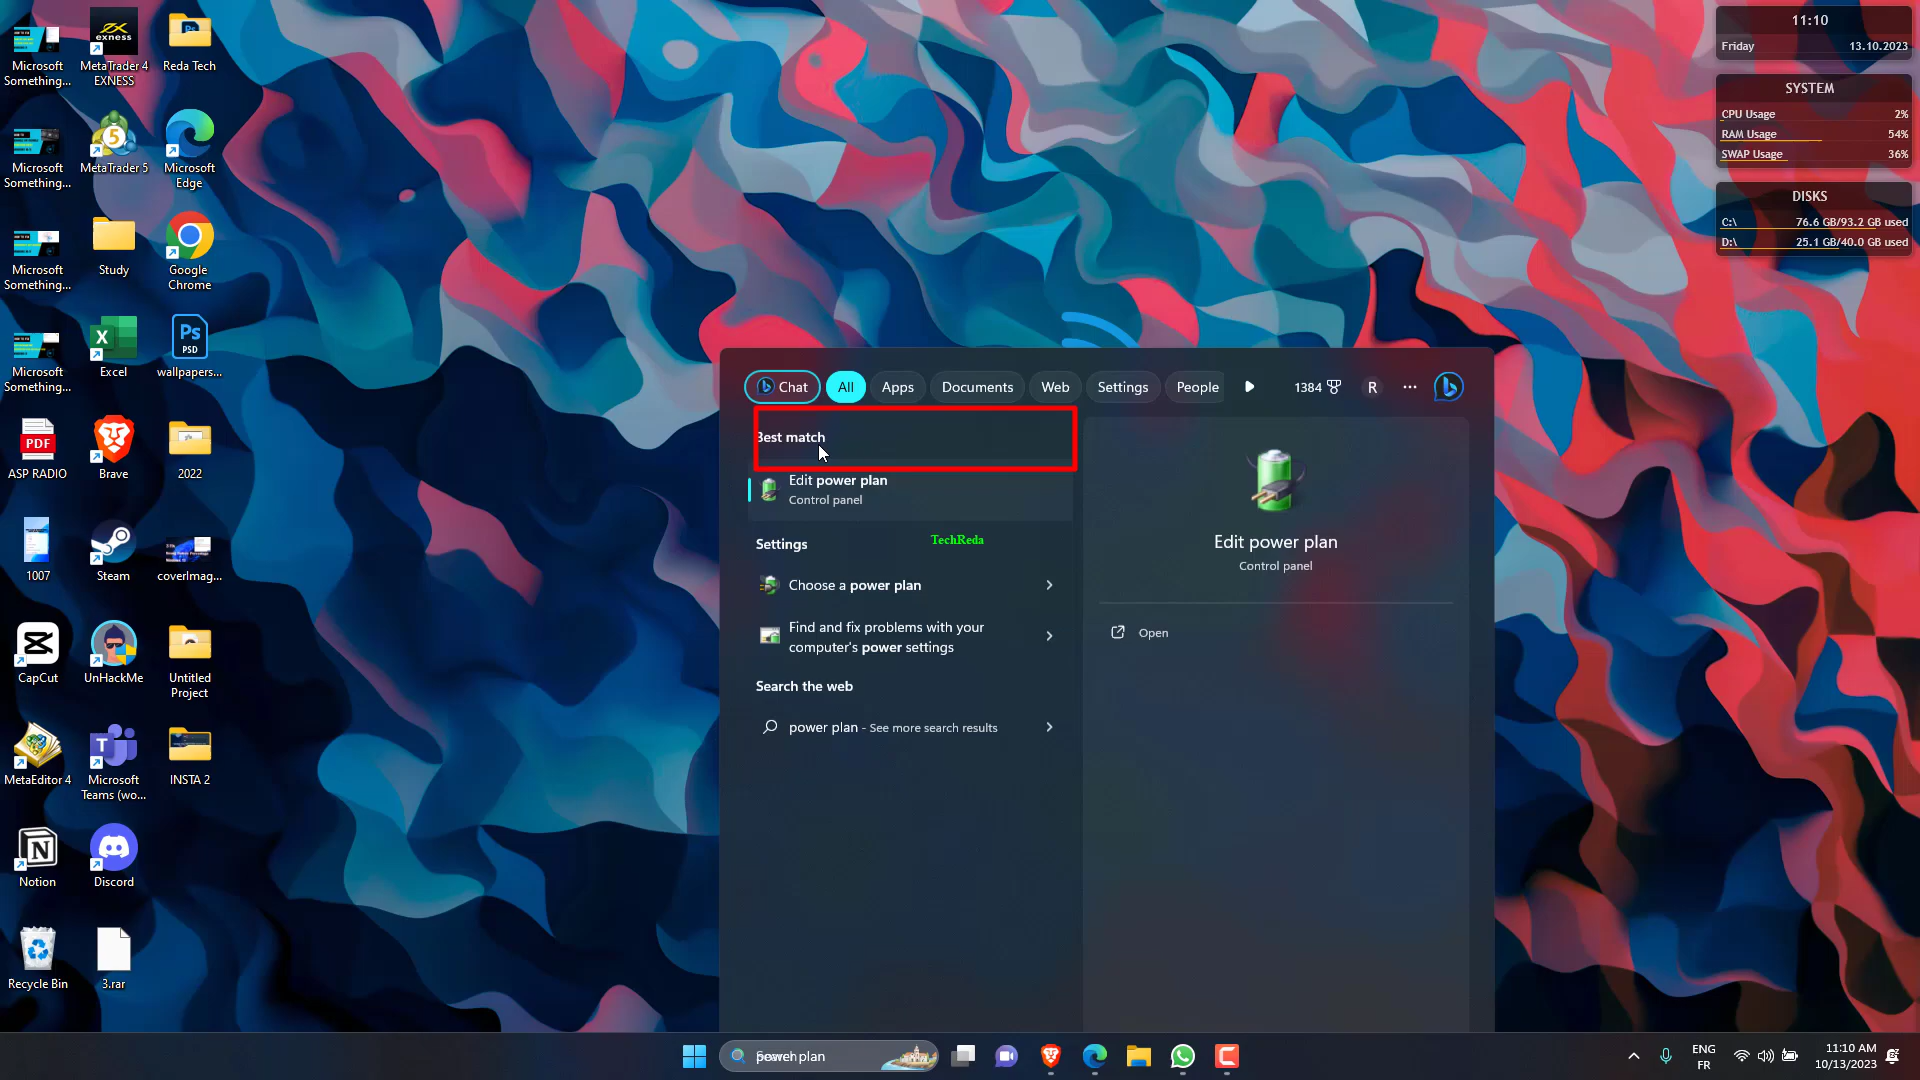 Microsoft
Something...
exness
MetaTrader 4
EXNESS
Ps
Reda Tech
Microsoft
Something...
5
MetaTrader 5
Microsoft
Edge
Microsoft
Something...
Study
Google
Chrome
Microsoft
Something...
X
Excel
Ps
PSD
wallpapers...
PDF
ASP RADIO
Brave
2022
1007
Steam
coverImag...
CapCut
UnHackMe
Untitled
Project
MetaEditor 4
T
Microsoft
Teams (wo...
INSTA 2
N
Notion
Discord
Recycle Bin
3.rar
11:10
Friday 13.10.2023
SYSTEM
CPU Usage 2%
RAM Usage 54%
SWAP Usage 36%
DISKS
C:\ 76.6 GB/93.2 GB used
D:\ 25.1 GB/40.0 GB used
Chat All Apps Documents Web Settings People 1384 R ...
Best match
Edit power plan
Control panel
Settings
TechReda
Choose a power plan
Find and fix problems with your
computer's power settings
Search the web
power plan - See more search results
Edit power plan
Control panel
Open
power plan
ENG
FR
11:10 AM
10/13/2023